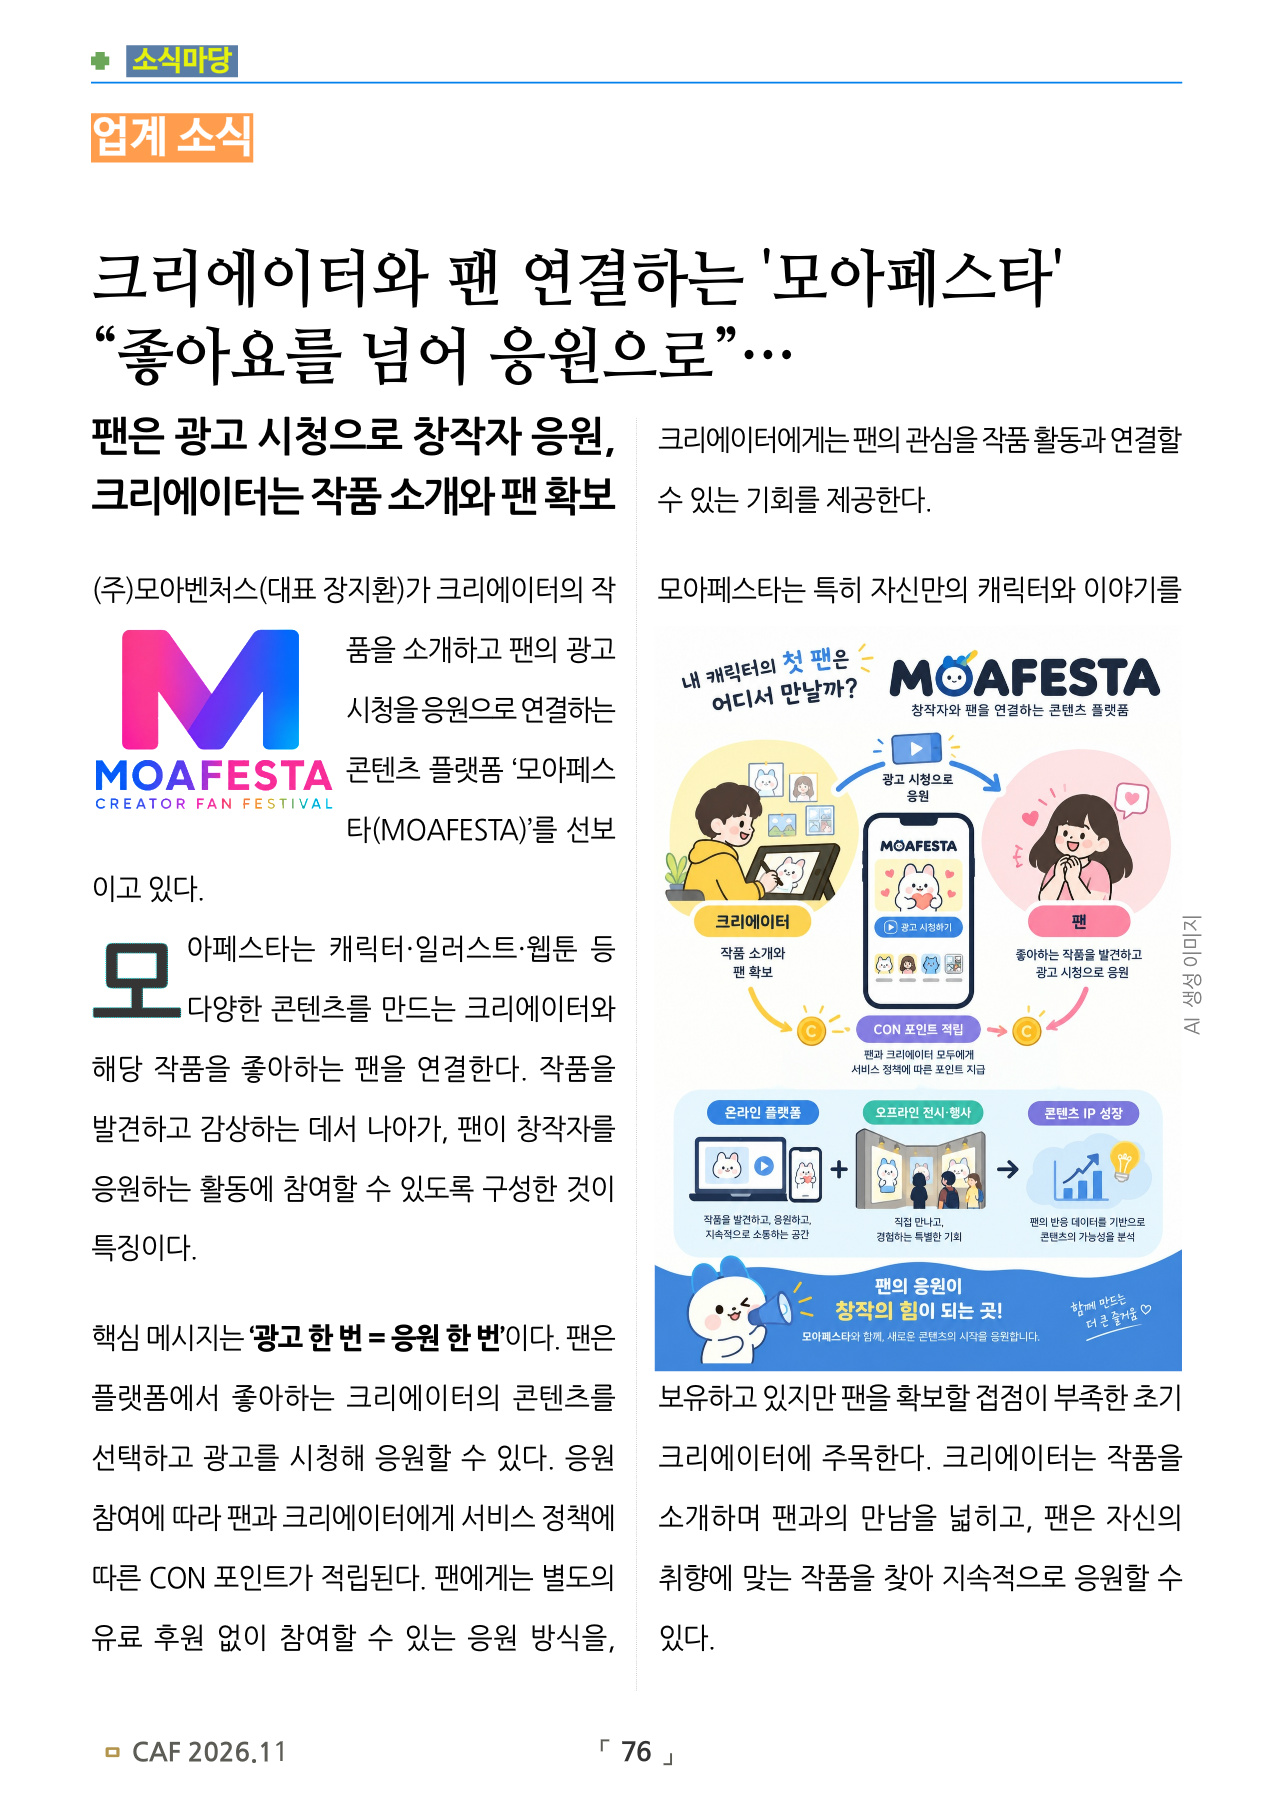 소식마당
업계 소식
크리에이터와 팬 연결하는 '모아페스타'
“좋아요를 넘어 응원으로”…
팬은 광고 시청으로 창작자 응원,
크리에이터는 작품 소개와 팬 확보
(주)모아벤처스(대표 장지환)가 크리에이터의 작
품을 소개하고 팬의 광고
시청을 응원으로 연결하는
콘텐츠 플랫폼 ‘모아페스
타(MOAFESTA)’를 선보
이고 있다.
M
MOAFESTA
CREATOR FAN FESTIVAL
모아페스타는 캐릭터·일러스트·웹툰 등
다양한 콘텐츠를 만드는 크리에이터와
해당 작품을 좋아하는 팬을 연결한다. 작품을
발견하고 감상하는 데서 나아가, 팬이 창작자를
응원하는 활동에 참여할 수 있도록 구성한 것이
특징이다.
핵심 메시지는 ‘광고 한 번 = 응원 한 번’이다. 팬은
플랫폼에서 좋아하는 크리에이터의 콘텐츠를
선택하고 광고를 시청해 응원할 수 있다. 응원
참여에 따라 팬과 크리에이터에게 서비스 정책에
따른 CON 포인트가 적립된다. 팬에게는 별도의
유료 후원 없이 참여할 수 있는 응원 방식을,
크리에이터에게는 팬의 관심을 작품 활동과 연결할
수 있는 기회를 제공한다.
모아페스타는 특히 자신만의 캐릭터와 이야기를
내 캐릭터의 첫 팬은
어디서 만날까?
MOAFESTA
창작자와 팬을 연결하는 콘텐츠 플랫폼
광고 시청으로
응원
MOAFESTA
광고 시청하기
크리에이터
작품 소개와
팬 확보
팬
좋아하는 작품을 발견하고
광고 시청으로 응원
C
CON 포인트 적립
C
팬과 크리에이터 모두에게
서비스 정책에 따른 포인트 지급
온라인 플랫폼
오프라인 전시·행사
콘텐츠 IP 성장
작품을 발견하고, 응원하고,
지속적으로 소통하는 공간
직접 만나고,
경험하는 특별한 기회
팬의 반응 데이터를 기반으로
콘텐츠의 가능성을 분석
팬의 응원이
창작의 힘이 되는 곳!
모아페스타와 함께, 새로운 콘텐츠의 시작을 응원합니다.
함께 만드는
더 큰 즐거움 ♡
AI 생성 이미지
보유하고 있지만 팬을 확보할 접점이 부족한 초기
크리에이터에 주목한다. 크리에이터는 작품을
소개하며 팬과의 만남을 넓히고, 팬은 자신의
취향에 맞는 작품을 찾아 지속적으로 응원할 수
있다.
CAF 2026.11
「 76 」